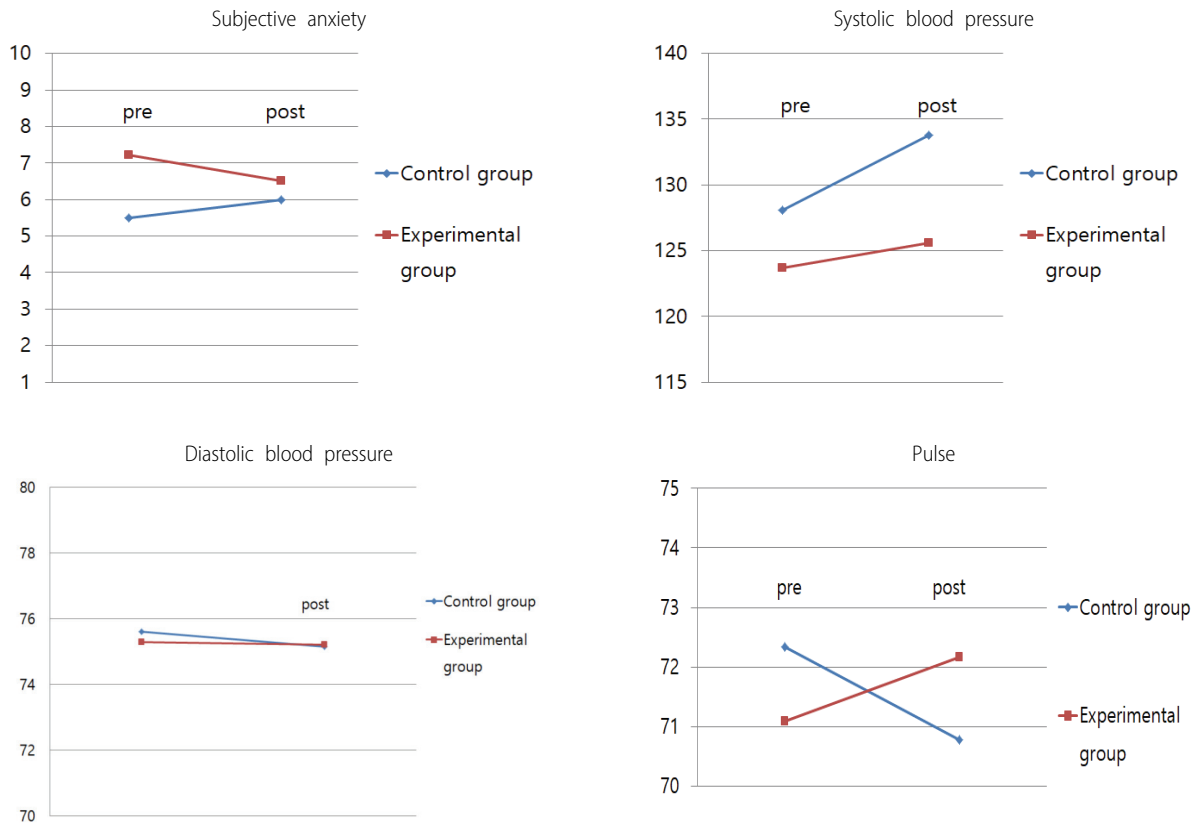 Subjective anxiety
10
9
8
7
6
5
4
3
2
1
pre
post
Control group
Experimental
group
Systolic blood pressure
140
135
130
125
120
115
pre
post
Control group
Experimental
group
Diastolic blood pressure
80
78
76
74
72
70
post
Control group
Experimental
group
Pulse
75
74
73
72
71
70
pre
post
Control group
Experimental
group